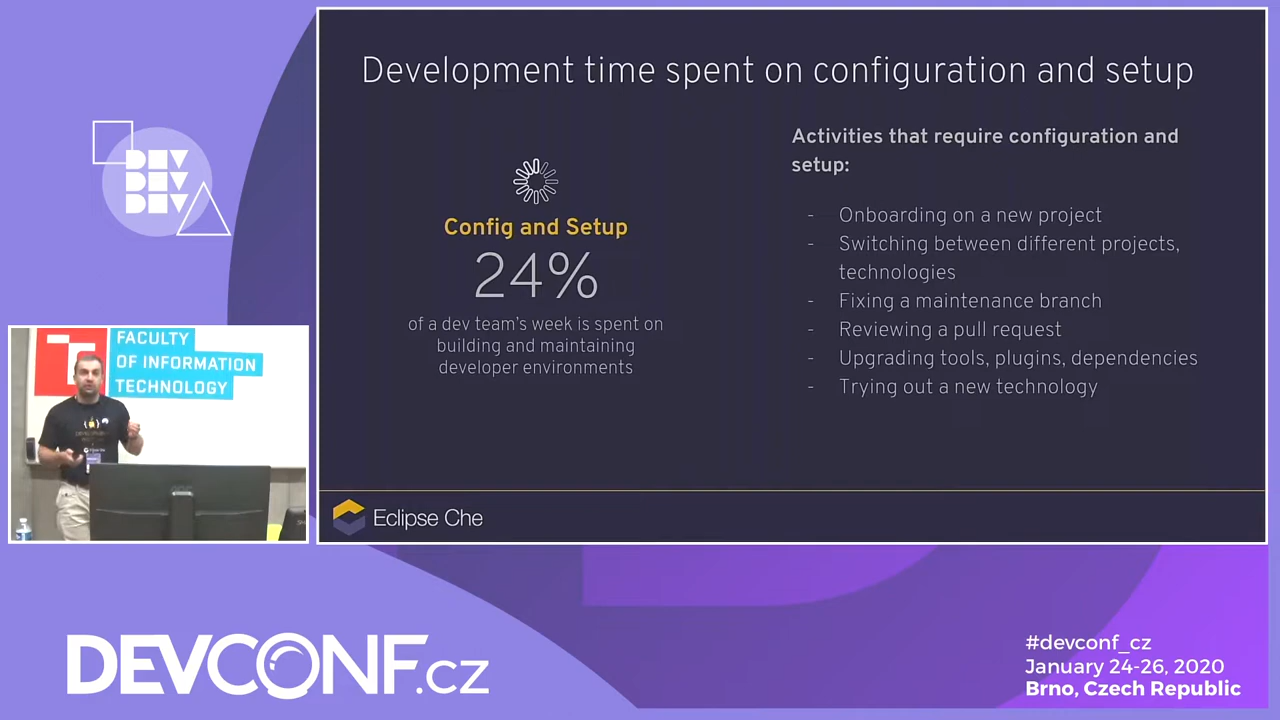 Development time spent on configuration and setup
Config and Setup
24%
of a dev team's week is spent on
building and maintaining
developer environments
Activities that require configuration and
setup:
- Onboarding on a new project
- Switching between different projects,
technologies
- Fixing a maintenance branch
- Reviewing a pull request
- Upgrading tools, plugins, dependencies
- Trying out a new technology
Eclipse Che
DEV
DEV
DEV
FACULTY
OF INFORMATION
TECHNOLOGY
DEVCONF.cz
#devconf_cz
January 24-26, 2020
Brno, Czech Republic